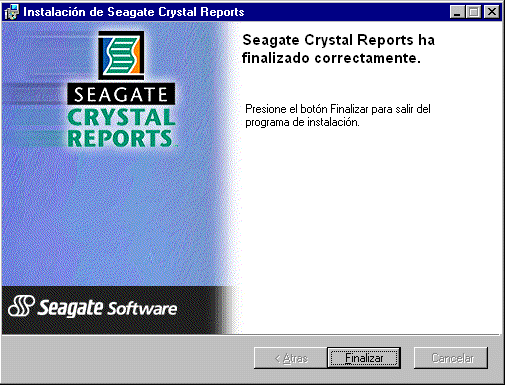 Instalación de Seagate Crystal Reports
SEAGATE
CRYSTAL
REPORTS
Seagate Crystal Reports ha
finalizado correctamente.
Presione el botón Finalizar para salir del
programa de instalación.
Seagate Software
< Atras
Finalizar
Cancelar